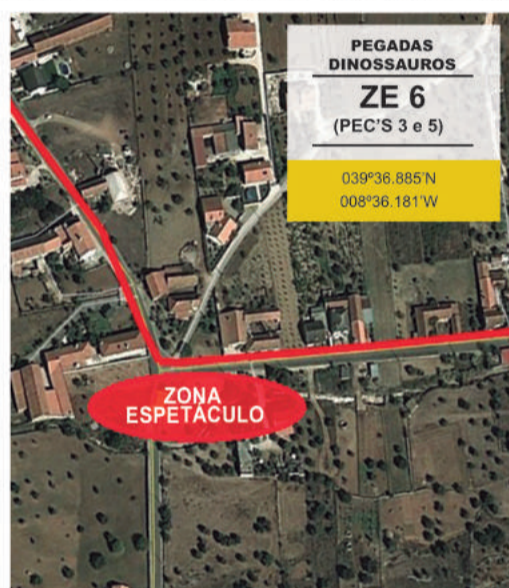 PEGADAS
DINOSSAUROS
ZE 6
(PEC'S 3 e 5)
039º36.885'N
008º36.181'W
ZONA
ESPETÁCULO